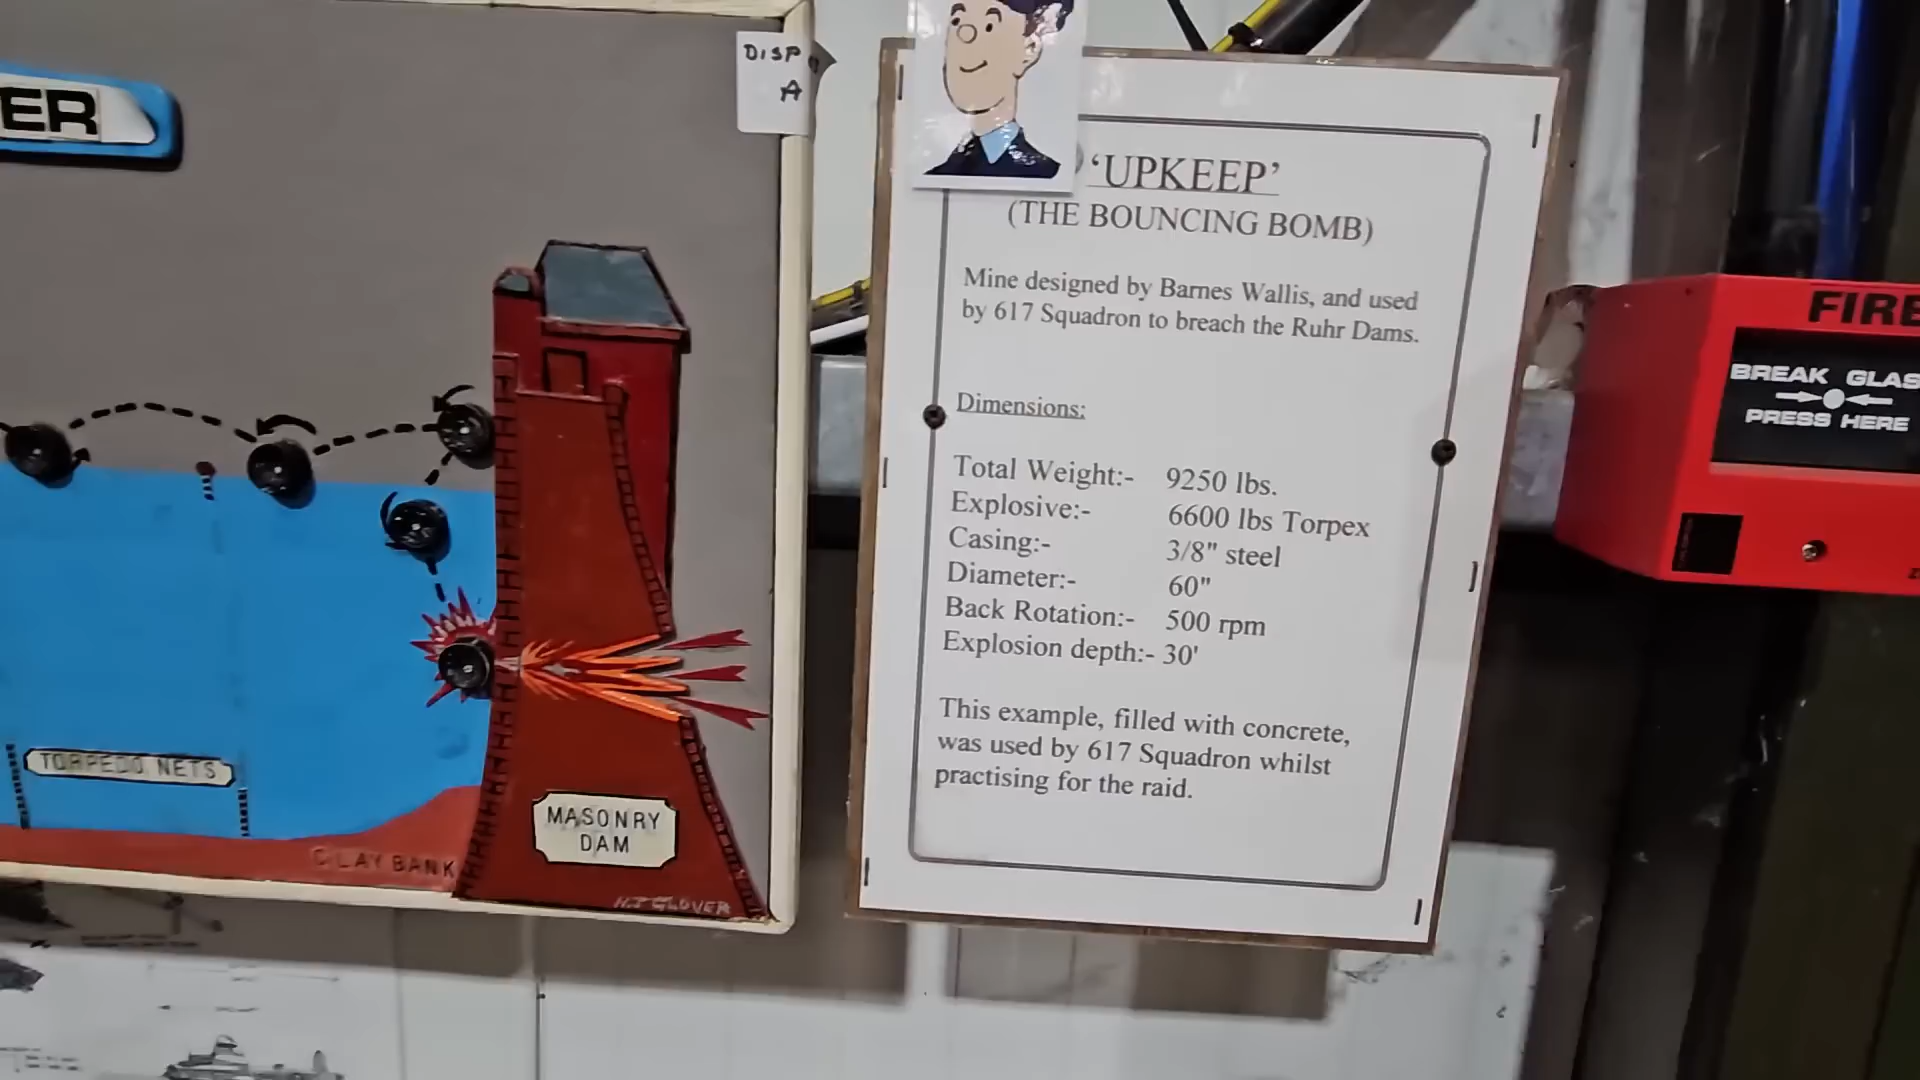 ER
DISP
A
'UPKEEP'
(THE BOUNCING BOMB)
Mine designed by Barnes Wallis, and used
by 617 Squadron to breach the Ruhr Dams.
Dimensions:
Total Weight:- 9250 lbs.
Explosive:- 6600 lbs Torpex
Casing:- 3/8" steel
Diameter:- 60"
Back Rotation:- 500 rpm
Explosion depth:- 30'
This example, filled with concrete,
was used by 617 Squadron whilst
practising for the raid.
TORPEDO NETS
MASONRY
DAM
CLAY BANK
N.J GLOVER
FIRE
BREAK GLAS
PRESS HERE